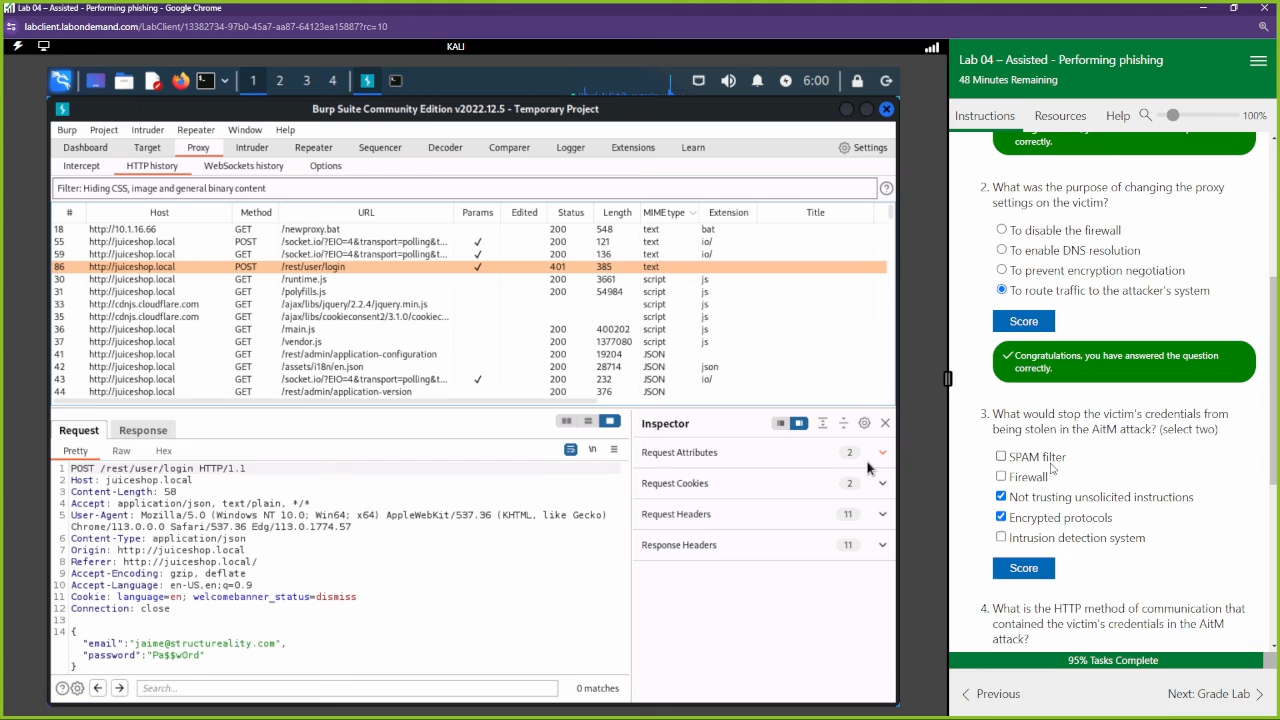 Lab 04 – Assisted - Performing phishing - Google Chrome
labclient.labondemand.com/LabClient/13382734-97b0-45a7-aa87-64123ea15887?rc=10
KALI
1 2 3 4 6:00
Burp Suite Community Edition v2022.12.5 - Temporary Project
Burp Project Intruder Repeater Window Help
Dashboard Target Proxy Intruder Repeater Sequencer Decoder Comparer Logger Extensions Learn Settings
Intercept HTTP history WebSockets history Options
Filter: Hiding CSS, image and general binary content
# Host Method URL Params Edited Status Length MIME type Extension Title
18 http://10.1.16.66 GET /newproxy.bat 200 548 text bat
55 http://juiceshop.local POST /socket.io/?EIO=4&transport=polling&t... ✓ 200 121 text io/
59 http://juiceshop.local GET /socket.io/?EIO=4&transport=polling&t... ✓ 200 136 text io/
86 http://juiceshop.local POST /rest/user/login ✓ 401 385 text
30 http://juiceshop.local GET /runtime.js 200 3661 script js
31 http://juiceshop.local GET /polyfills.js 200 54984 script js
33 http://cdnjs.cloudflare.com GET /ajax/libs/jquery/2.2.4/jquery.min.js script js
35 http://cdnjs.cloudflare.com GET /ajax/libs/cookieconsent2/3.1.0/cookiec... script js
36 http://juiceshop.local GET /main.js 200 400202 script js
37 http://juiceshop.local GET /vendor.js 200 1377080 script js
41 http://juiceshop.local GET /rest/admin/application-configuration 200 19204 JSON
42 http://juiceshop.local GET /assets/i18n/en.json 200 28714 JSON json
43 http://juiceshop.local GET /socket.io/?EIO=4&transport=polling&t... ✓ 200 232 JSON io/
44 http://juiceshop.local GET /rest/admin/application-version 200 376 JSON
Request Response
Pretty Raw Hex \n
1 POST /rest/user/login HTTP/1.1
2 Host: juiceshop.local
3 Content-Length: 58
4 Accept: application/json, text/plain, */*
5 User-Agent: Mozilla/5.0 (Windows NT 10.0; Win64; x64) AppleWebKit/537.36 (KHTML, like Gecko)
Chrome/113.0.0.0 Safari/537.36 Edg/113.0.1774.57
6 Content-Type: application/json
7 Origin: http://juiceshop.local
8 Referer: http://juiceshop.local/
9 Accept-Encoding: gzip, deflate
10 Accept-Language: en-US,en;q=0.9
11 Cookie: language=en; welcomebanner_status=dismiss
12 Connection: close
13
14 {
"email":"jaime@structureality.com",
"password":"Pa$$w0rd"
}
Search... 0 matches
Inspector
Request Attributes 2
Request Cookies 2
Request Headers 11
Response Headers 11
Lab 04 – Assisted - Performing phishing
48 Minutes Remaining
Instructions Resources Help 100%
correctly.
2. What was the purpose of changing the proxy
settings on the victim?
To disable the firewall
To enable DNS resolution
To prevent encryption negotiation
To route traffic to the attacker's system
Score
✓Congratulations, you have answered the question
correctly.
3. What would stop the victim's credentials from
being stolen in the AitM attack? (select two)
SPAM filter
Firewall
Not trusting unsolicited instructions
Encrypted protocols
Intrusion detection system
Score
4. What is the HTTP method of communication that
contained the victim's credentials in the AitM
attack?
95% Tasks Complete
Previous Next: Grade Lab